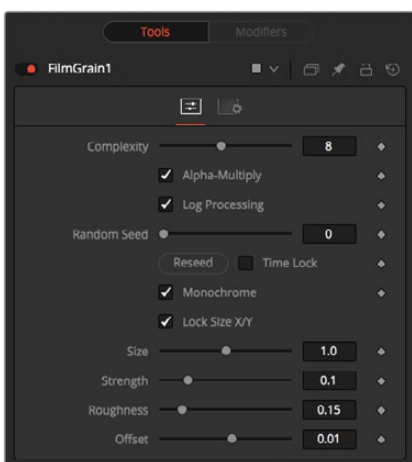 Tools Modifiers
FilmGrain1
Complexity 8
Alpha-Multiply
Log Processing
Random Seed 0
Reseed Time Lock
Monochrome
Lock Size X/Y
Size 1.0
Strength 0.1
Roughness 0.15
Offset 0.01